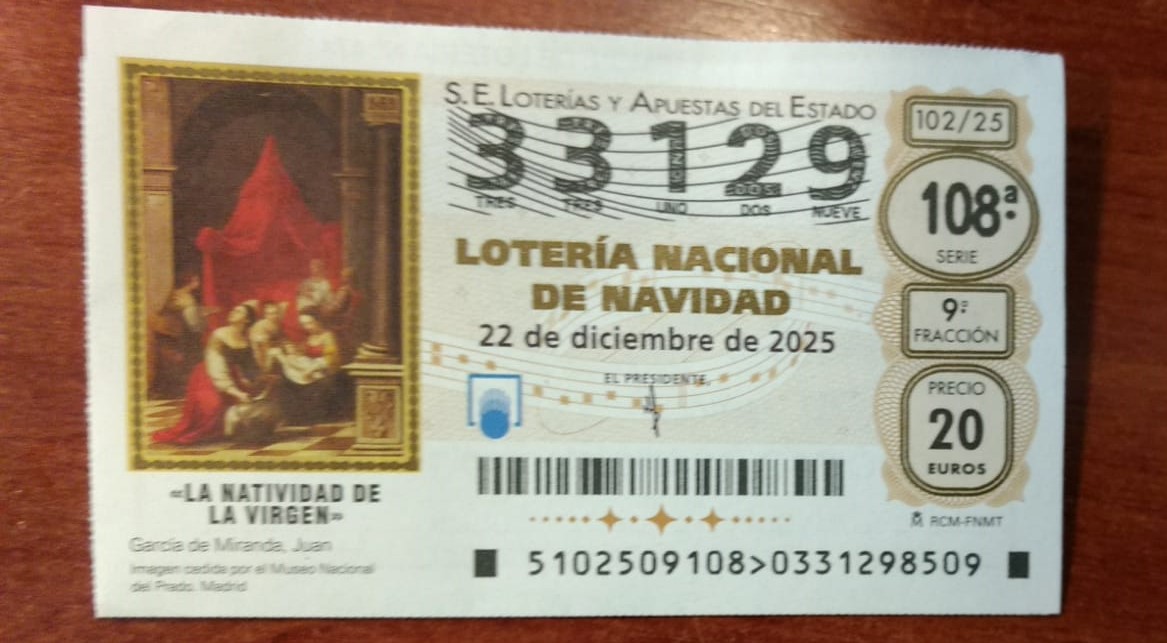 S.E. LOTERÍAS Y APUESTAS DEL ESTADO
33129
TRES TRES UNO DOS NUEVE
LOTERÍA NACIONAL
DE NAVIDAD
22 de diciembre de 2025
EL PRESIDENTE,
102/25
108ª
SERIE
9ª
FRACCIÓN
PRECIO
20
EUROS
RCM-FNMT
«LA NATIVIDAD DE
LA VIRGEN»
García de Miranda, Juan
Imagen cedida por el Museo Nacional
del Prado. Madrid
5102509108>0331298509